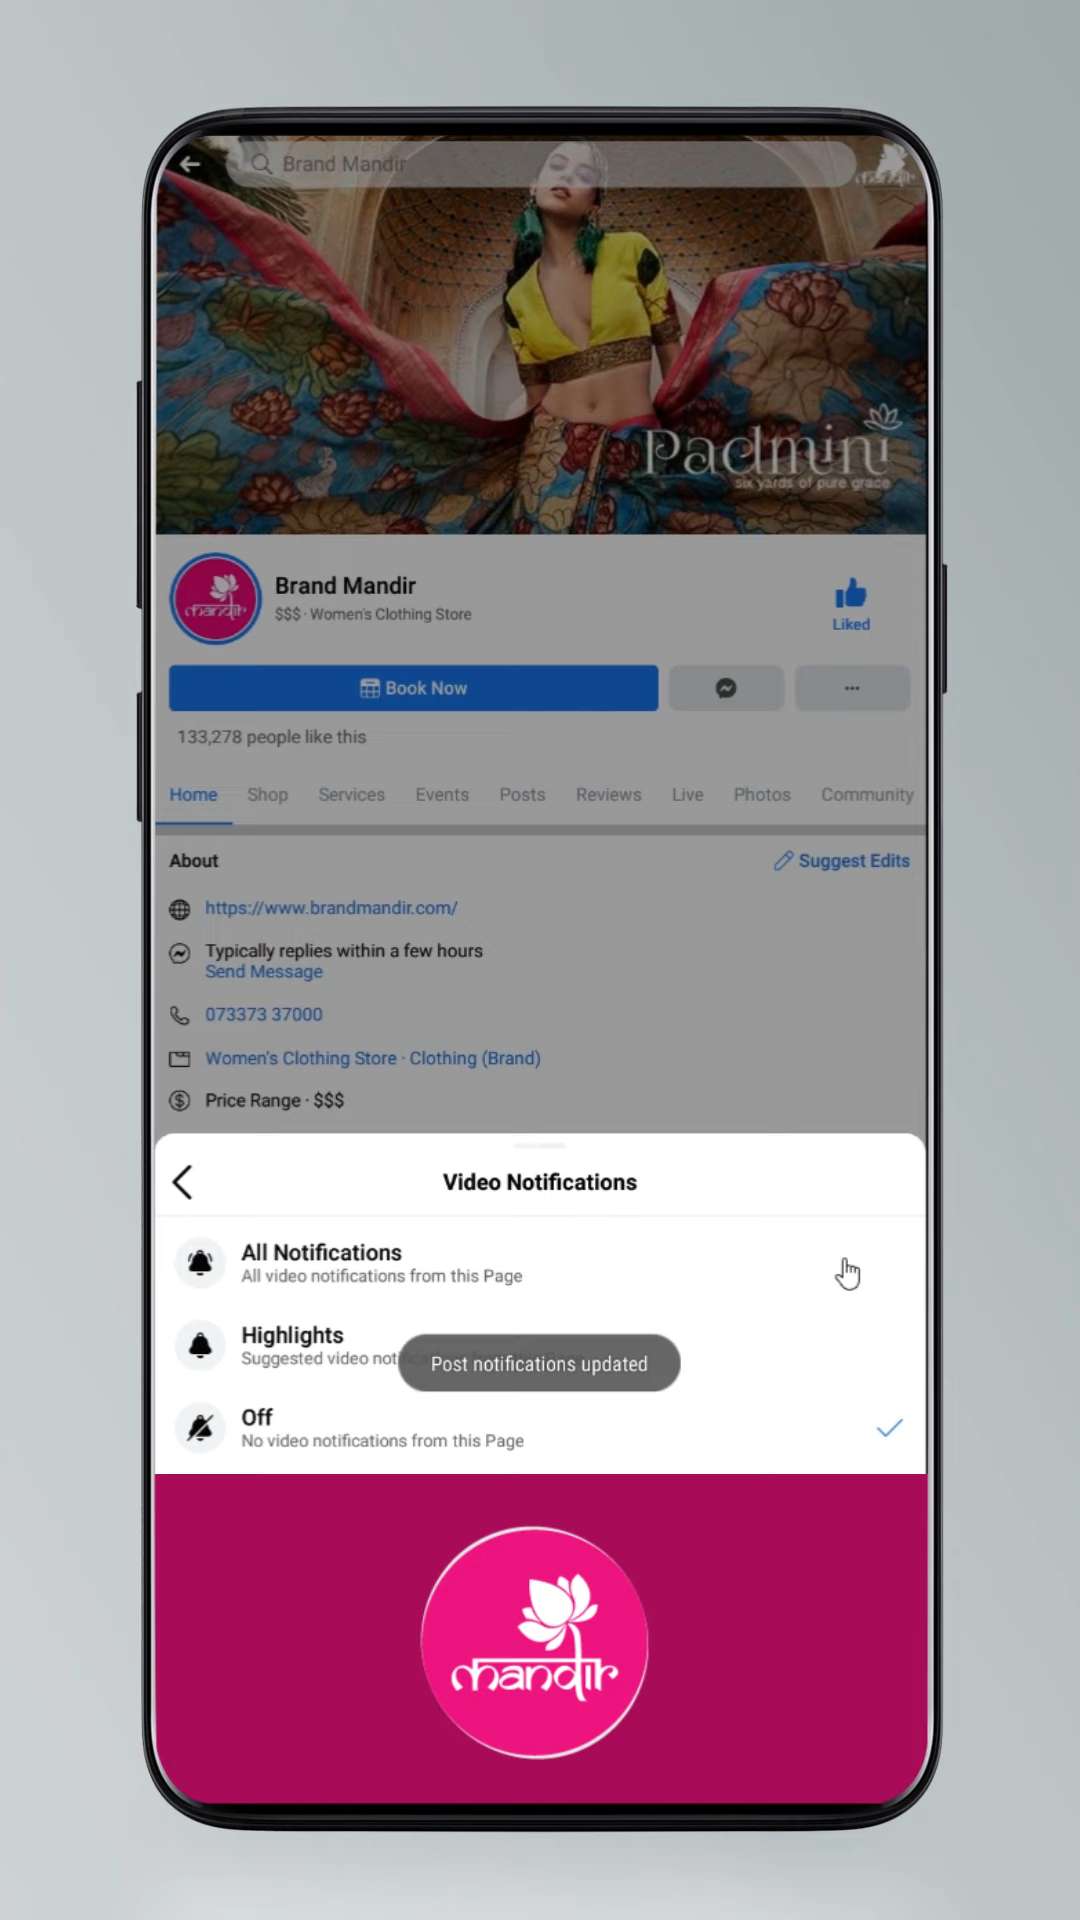 Brand Mandir
mandir
Padmini
six yards of pure grace
mandir
Brand Mandir
$$$ · Women's Clothing Store
Liked
Book Now
133,278 people like this
Home Shop Services Events Posts Reviews Live Photos Community
About
Suggest Edits
https://www.brandmandir.com/
Typically replies within a few hours
Send Message
073373 37000
Women's Clothing Store · Clothing (Brand)
Price Range · $$$
Video Notifications
All Notifications
All video notifications from this Page
Highlights
Suggested video
Post notifications updated
Off
No video notifications from this Page
mandir